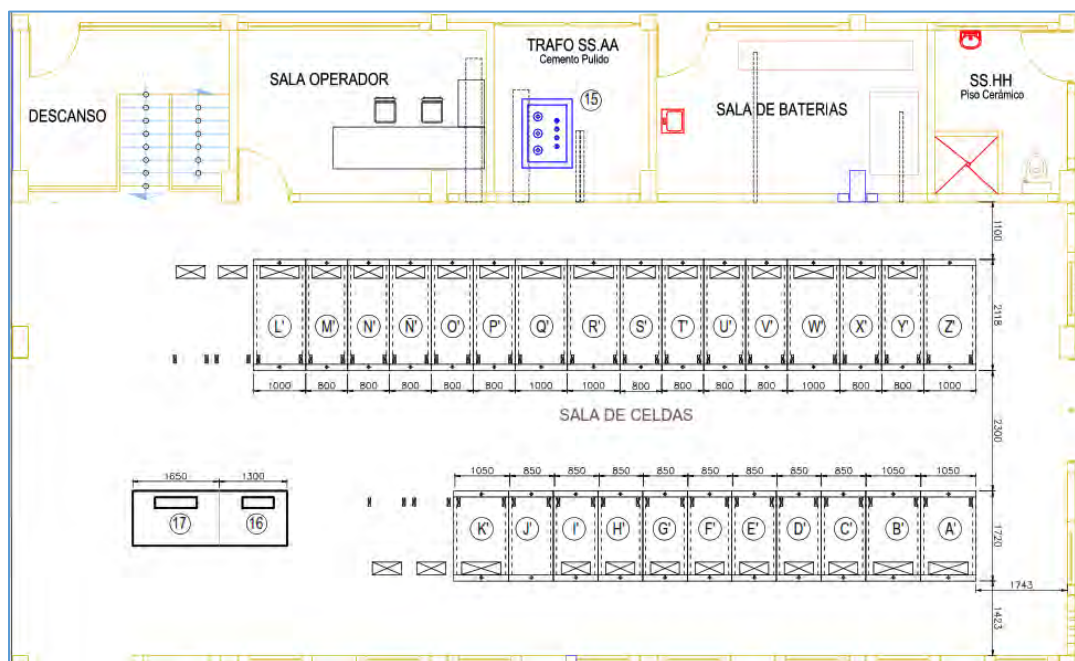 TRAFO SS.AA
Cemento Pulido
SALA OPERADOR
15
SS.HH
Piso Cerámico
DESCANSO
SALA DE BATERIAS
1100
L' M' N' Ñ' O' P' Q' R' S' T' U' V' W' X' Y' Z'
2118
1000 800 800 800 800 800 1000 1000 800 800 800 800 1000 800 800 1000
SALA DE CELDAS
2300
1650 1300
1050 850 850 850 850 850 850 850 850 1050 1050
17 16
K' J' I' H' G' F' E' D' C' B' A'
1720
1743
1423